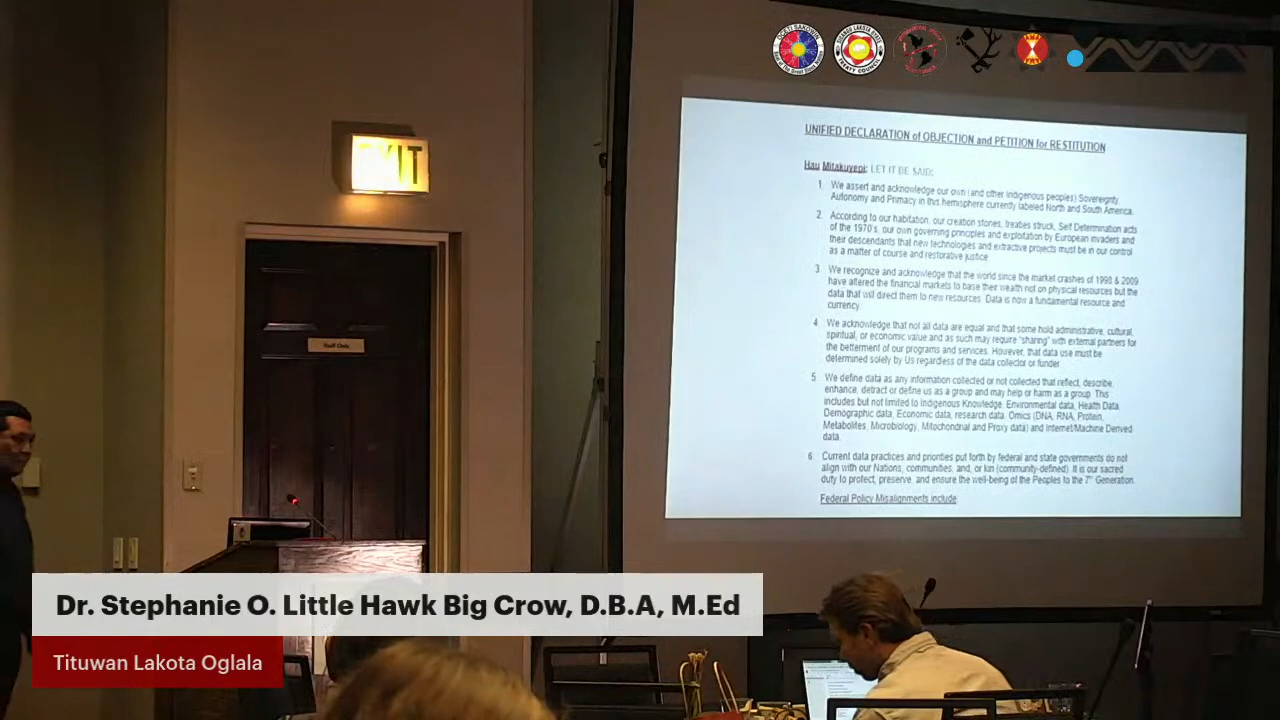 UNIFIED DECLARATION of OBJECTION and PETITION for RESTITUTION
Hau Mitakuyepi: LET IT BE SAID:
1. We assert and acknowledge our own (and other Indigenous peoples) Sovereignty
Autonomy and Primacy in this hemisphere currently labeled North and South America.
2. According to our habitation, our creation stories, treaties struck, Self Determination acts
of the 1970's, our own governing principles and exploitation by European invaders and
their descendants that new technologies and extractive projects must be in our control
as a matter of course and restorative justice
3. We recognize and acknowledge that the world since the market crashes of 1998 & 2009
have altered the financial markets to base their wealth not on physical resources but the
data that will direct them to new resources. Data is now a fundamental resource and
currency.
4. We acknowledge that not all data are equal and that some hold administrative, cultural,
spiritual, or economic value and as such may require "sharing" with external partners for
the betterment of our programs and services. However, that data use must be
determined solely by Us regardless of the data collector or funder
5. We define data as any information collected or not collected that reflect, describe,
enhance, detract or define us as a group and may help or harm as a group. This
includes but not limited to Indigenous Knowledge, Environmental data, Health Data,
Demographic data, Economic data, research data, Omics (DNA, RNA, Protein,
Metabolites, Microbiology, Mitochondrial and Proxy data) and Internet/Machine Derived
data.
6. Current data practices and priorities put forth by federal and state governments do not
align with our Nations, communities, and, or kin (community-defined). It is our sacred
duty to protect, preserve, and ensure the well-being of the Peoples to the 7th Generation.
Federal Policy Misalignments include
EXIT
Staff Only
Dr. Stephanie O. Little Hawk Big Crow, D.B.A, M.Ed
Tituwan Lakota Oglala